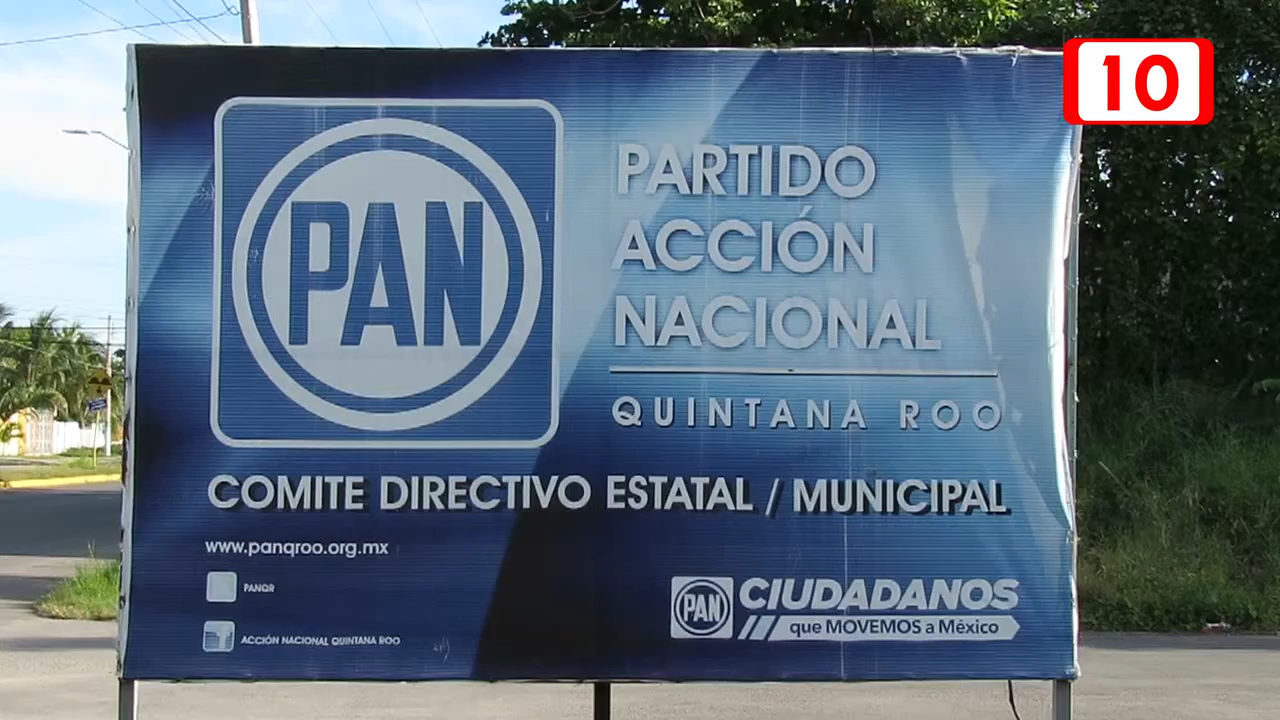 10
PAN
PARTIDO
ACCIÓN
NACIONAL
QUINTANA ROO
COMITE DIRECTIVO ESTATAL / MUNICIPAL
www.panqroo.org.mx
PANQR
ACCIÓN NACIONAL QUINTANA ROO
PAN
CIUDADANOS
que MOVEMOS a México